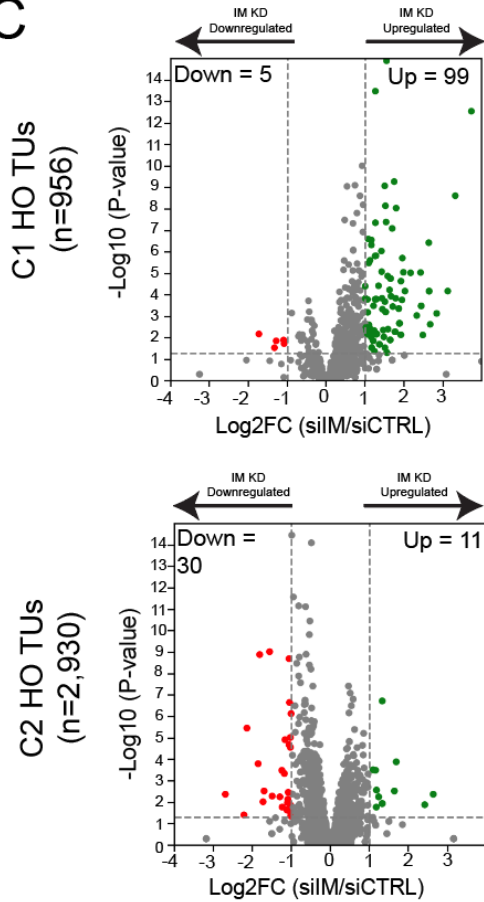 C
IM KD
Downregulated
IM KD
Upregulated
Down = 5
Up = 99
C1 HO TUs
(n=956)
-Log10 (P-value)
14
13
12
11
10
9
8
7
6
5
4
3
2
1
0
-4 -3 -2 -1 0 1 2 3 4
Log2FC (siIM/siCTRL)
IM KD
Downregulated
IM KD
Upregulated
Down =
30
Up = 11
C2 HO TUs
(n=2,930)
-Log10 (P-value)
14
13
12
11
10
9
8
7
6
5
4
3
2
1
0
-4 -3 -2 -1 0 1 2 3 4
Log2FC (siIM/siCTRL)